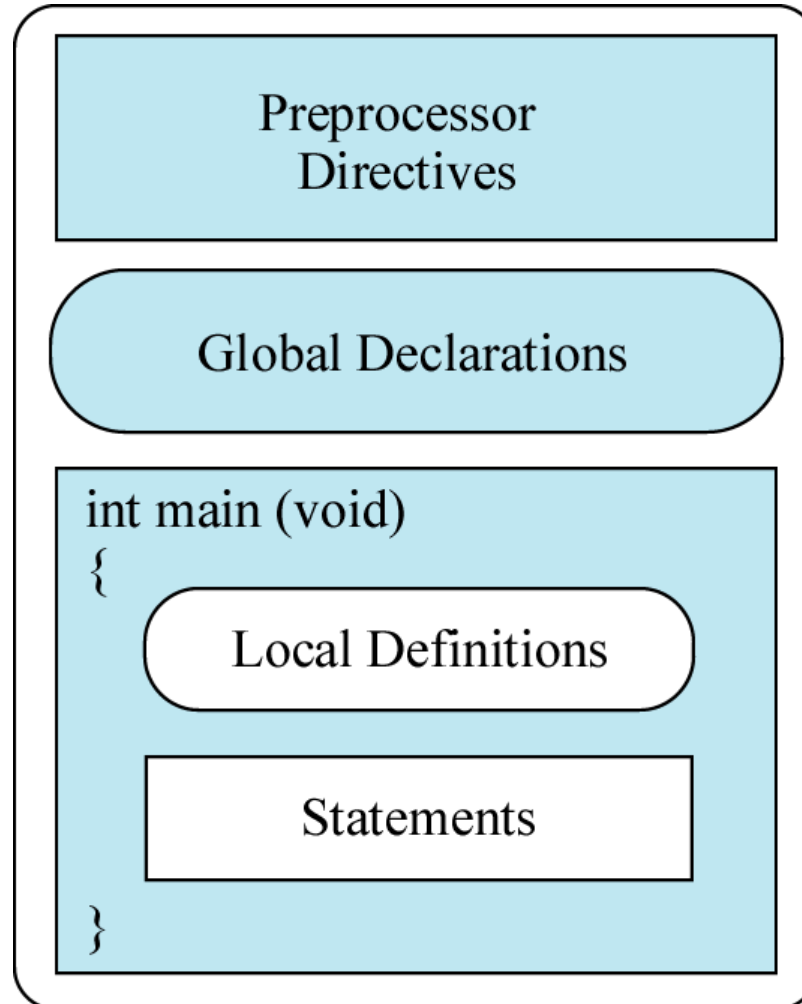 Preprocessor
Directives
Global Declarations
int main (void)
{
Local Definitions
Statements
}